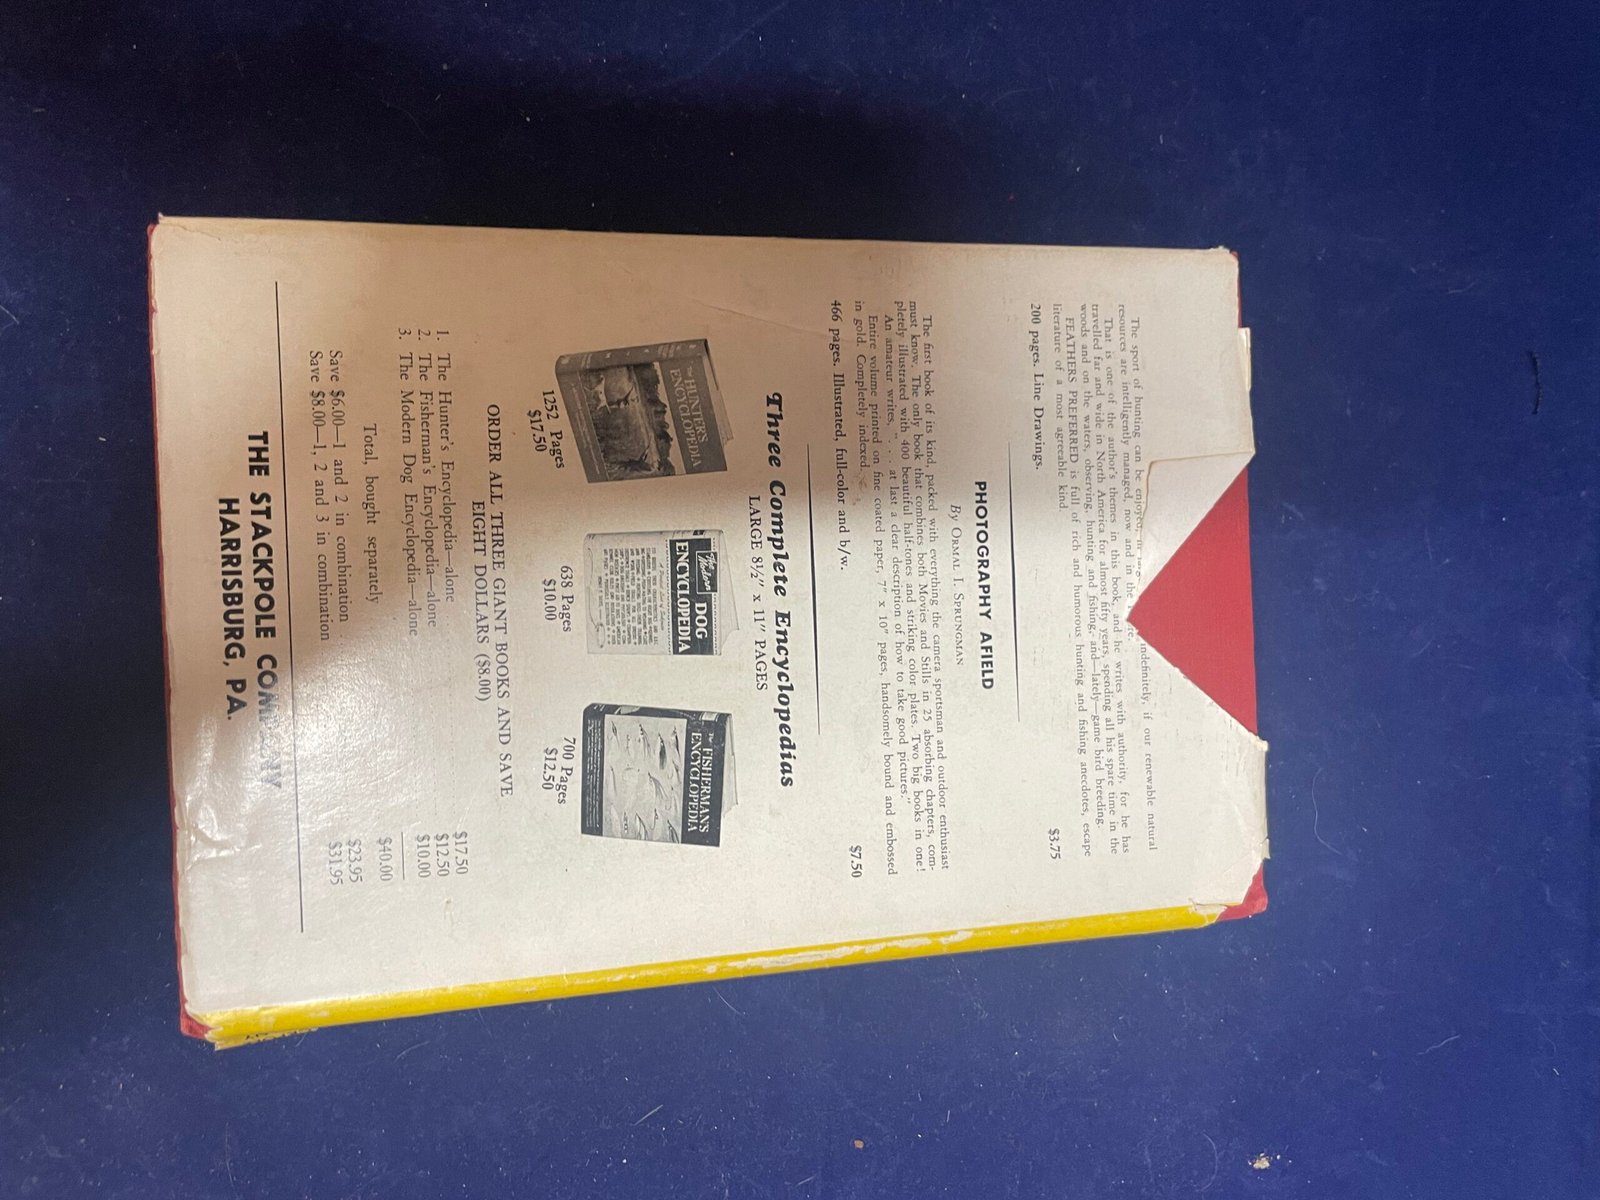 The sport of hunting can be enjoyed, indefinitely, if our renewable natural
resources are intelligently managed, now and in the
That is one of the author's themes in this book, and he writes with authority, for he has
travelled far and wide in North America for almost fifty years, spending all his spare time in the
woods and on the waters, observing, hunting and fishing, and—lately—game bird breeding.
FEATHERS PREFERRED is full of rich and humorous hunting and fishing anecdotes, escape
literature of a most agreeable kind.
200 pages. Line Drawings. $3.75
PHOTOGRAPHY AFIELD
By ORMAL I. SPRUNGMAN
The first book of its kind, packed with everything the camera sportsman and outdoor enthusiast
must know. The only book that combines both Movies and Stills in 25 absorbing chapters, com-
pletely illustrated with 400 beautiful half-tones and striking color plates. Two big books in one!
An amateur writes, ". . . at last a clear description of how to take good pictures."
Entire volume printed on fine coated paper, 7" x 10" pages, handsomely bound and embossed
in gold. Completely indexed.
466 pages. Illustrated, full-color and b/w. $7.50
Three Complete Encyclopedias
LARGE 8½" x 11" PAGES
The HUNTER'S
ENCYCLOPEDIA
1252 Pages
$17.50
The Modern DOG
ENCYCLOPEDIA
638 Pages
$10.00
The FISHERMAN'S
ENCYCLOPEDIA
700 Pages
$12.50
ORDER ALL THREE GIANT BOOKS AND SAVE
EIGHT DOLLARS ($8.00)
1. The Hunter's Encyclopedia—alone $17.50
2. The Fisherman's Encyclopedia—alone $12.50
3. The Modern Dog Encyclopedia—alone $10.00
Total, bought separately $40.00
Save $6.00—1 and 2 in combination $23.95
Save $8.00—1, 2 and 3 in combination $31.95
THE STACKPOLE COMPANY
HARRISBURG, PA.